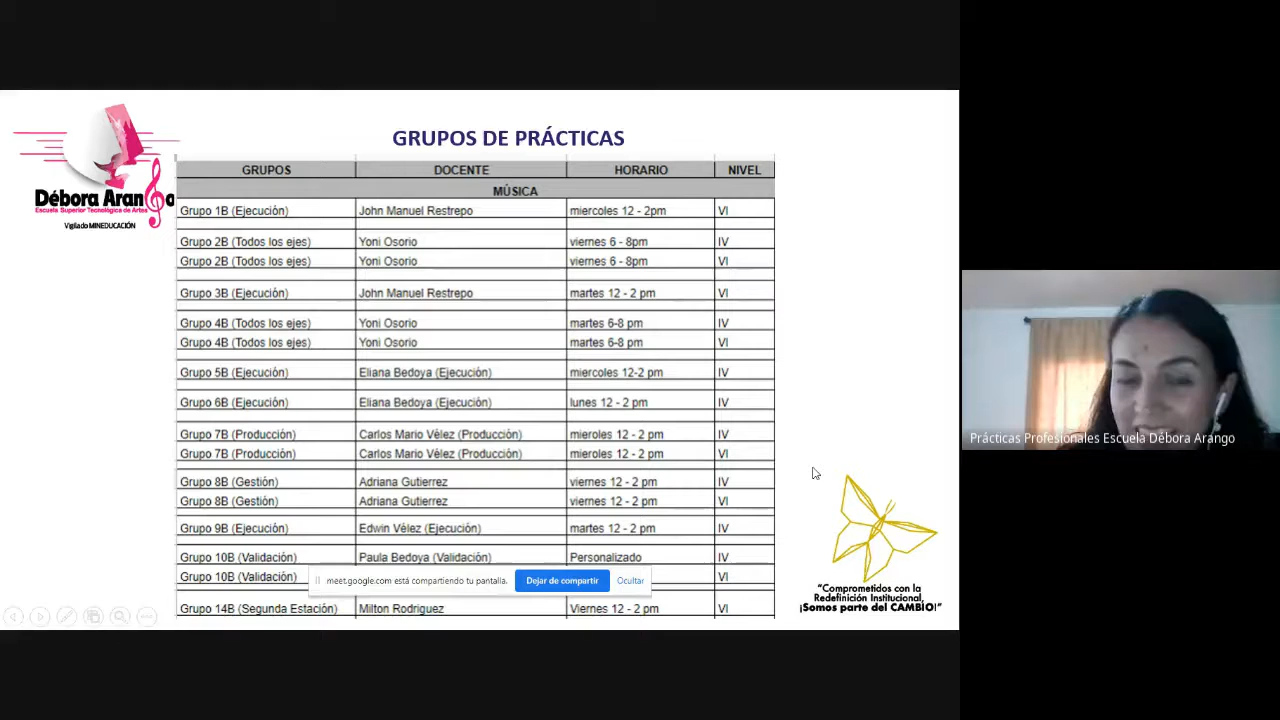 GRUPOS DE PRÁCTICAS
Débora Arango
Escuela Superior Tecnológica de Artes
Vigilado MINEDUCACIÓN
GRUPOS DOCENTE HORARIO NIVEL
MÚSICA
Grupo 1B (Ejecución) John Manuel Restrepo miercoles 12 - 2pm VI
Grupo 2B (Todos los ejes) Yoni Osorio viernes 6 - 8pm IV
Grupo 2B (Todos los ejes) Yoni Osorio viernes 6 - 8pm VI
Grupo 3B (Ejecución) John Manuel Restrepo martes 12 - 2 pm VI
Grupo 4B (Todos los ejes) Yoni Osorio martes 6-8 pm IV
Grupo 4B (Todos los ejes) Yoni Osorio martes 6-8 pm VI
Grupo 5B (Ejecución) Eliana Bedoya (Ejecución) miercoles 12-2 pm IV
Grupo 6B (Ejecución) Eliana Bedoya (Ejecución) lunes 12 - 2 pm IV
Grupo 7B (Producción) Carlos Mario Vélez (Producción) mieroles 12 - 2 pm IV
Grupo 7B (Producción) Carlos Mario Vélez (Producción) mieroles 12 - 2 pm VI
Grupo 8B (Gestión) Adriana Gutierrez viernes 12 - 2 pm IV
Grupo 8B (Gestión) Adriana Gutierrez viernes 12 - 2 pm VI
Grupo 9B (Ejecución) Edwin Vélez (Ejecución) martes 12 - 2 pm IV
Grupo 10B (Validación) Paula Bedoya (Validación) Personalizado IV
Grupo 10B (Validación) VI
Grupo 14B (Segunda Estación) Milton Rodriguez Viernes 12 - 2 pm VI
meet.google.com está compartiendo tu pantalla. Dejar de compartir Ocultar
"Comprometidos con la
Redefinición Institucional,
¡Somos parte del CAMBIO!"
Prácticas Profesionales Escuela Débora Arango